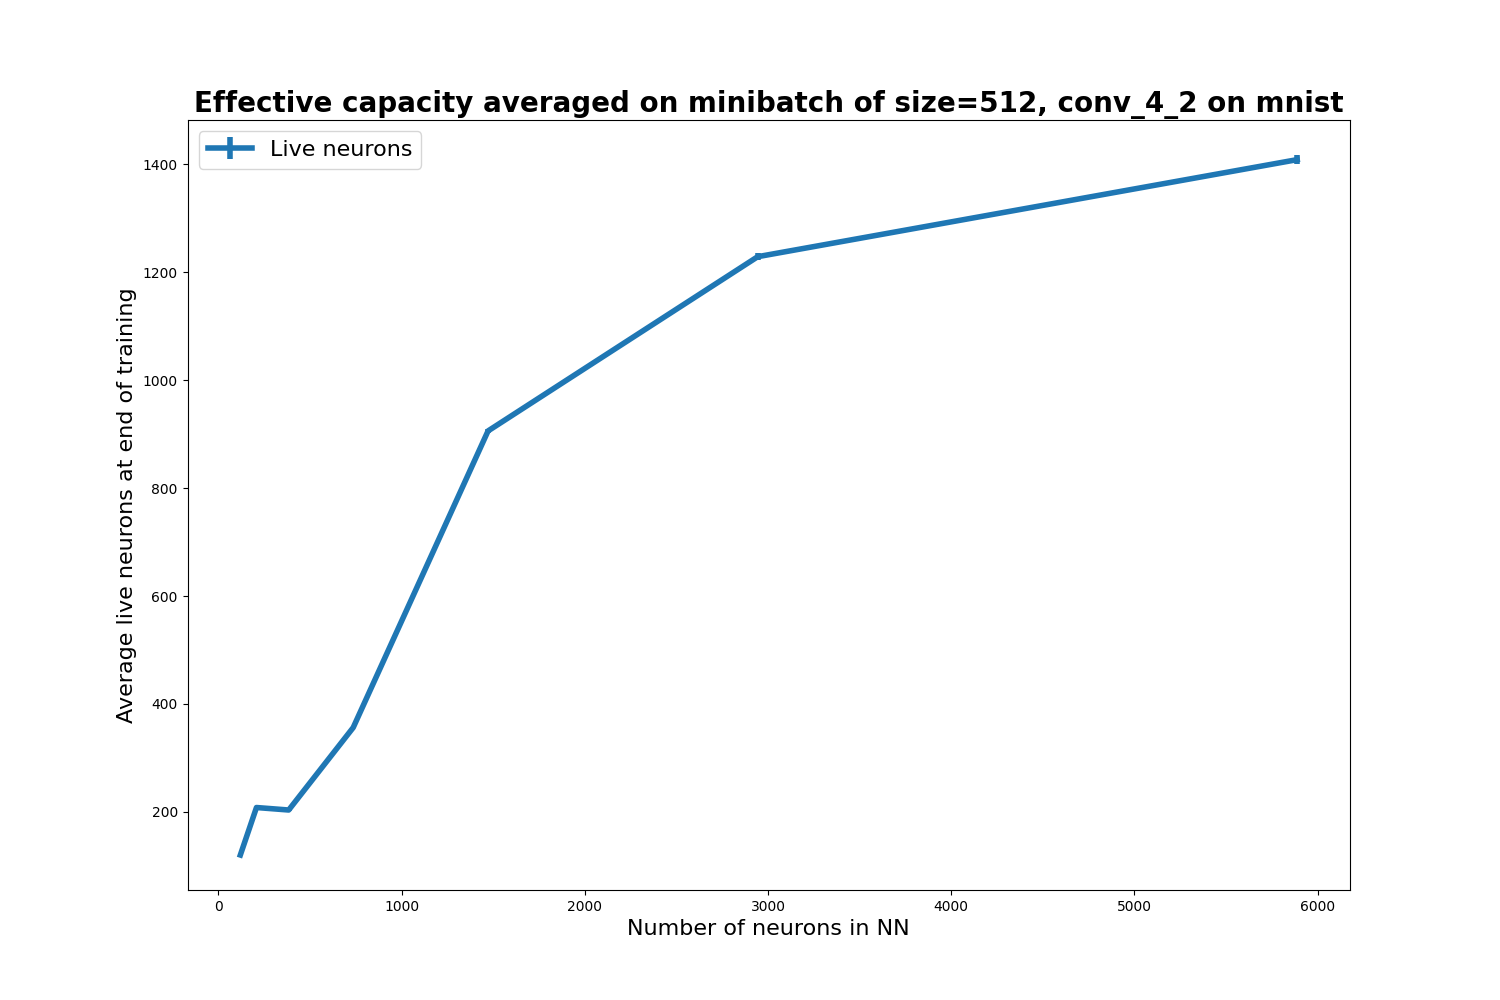 Effective capacity averaged on minibatch of size=512, conv_4_2 on mnist
Live neurons
1400
1200
1000
800
600
400
200
Average live neurons at end of training
0 1000 2000 3000 4000 5000 6000
Number of neurons in NN